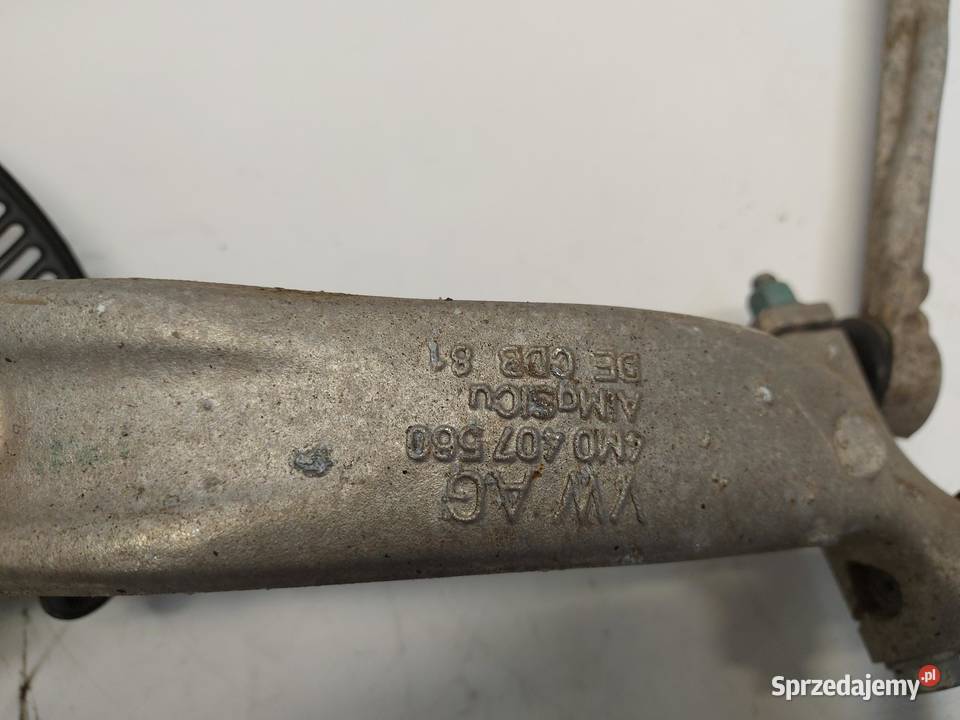 VW AG
4M0 407 560
AlMgSiCu
DE CDB 81
Sprzedajemy.pl